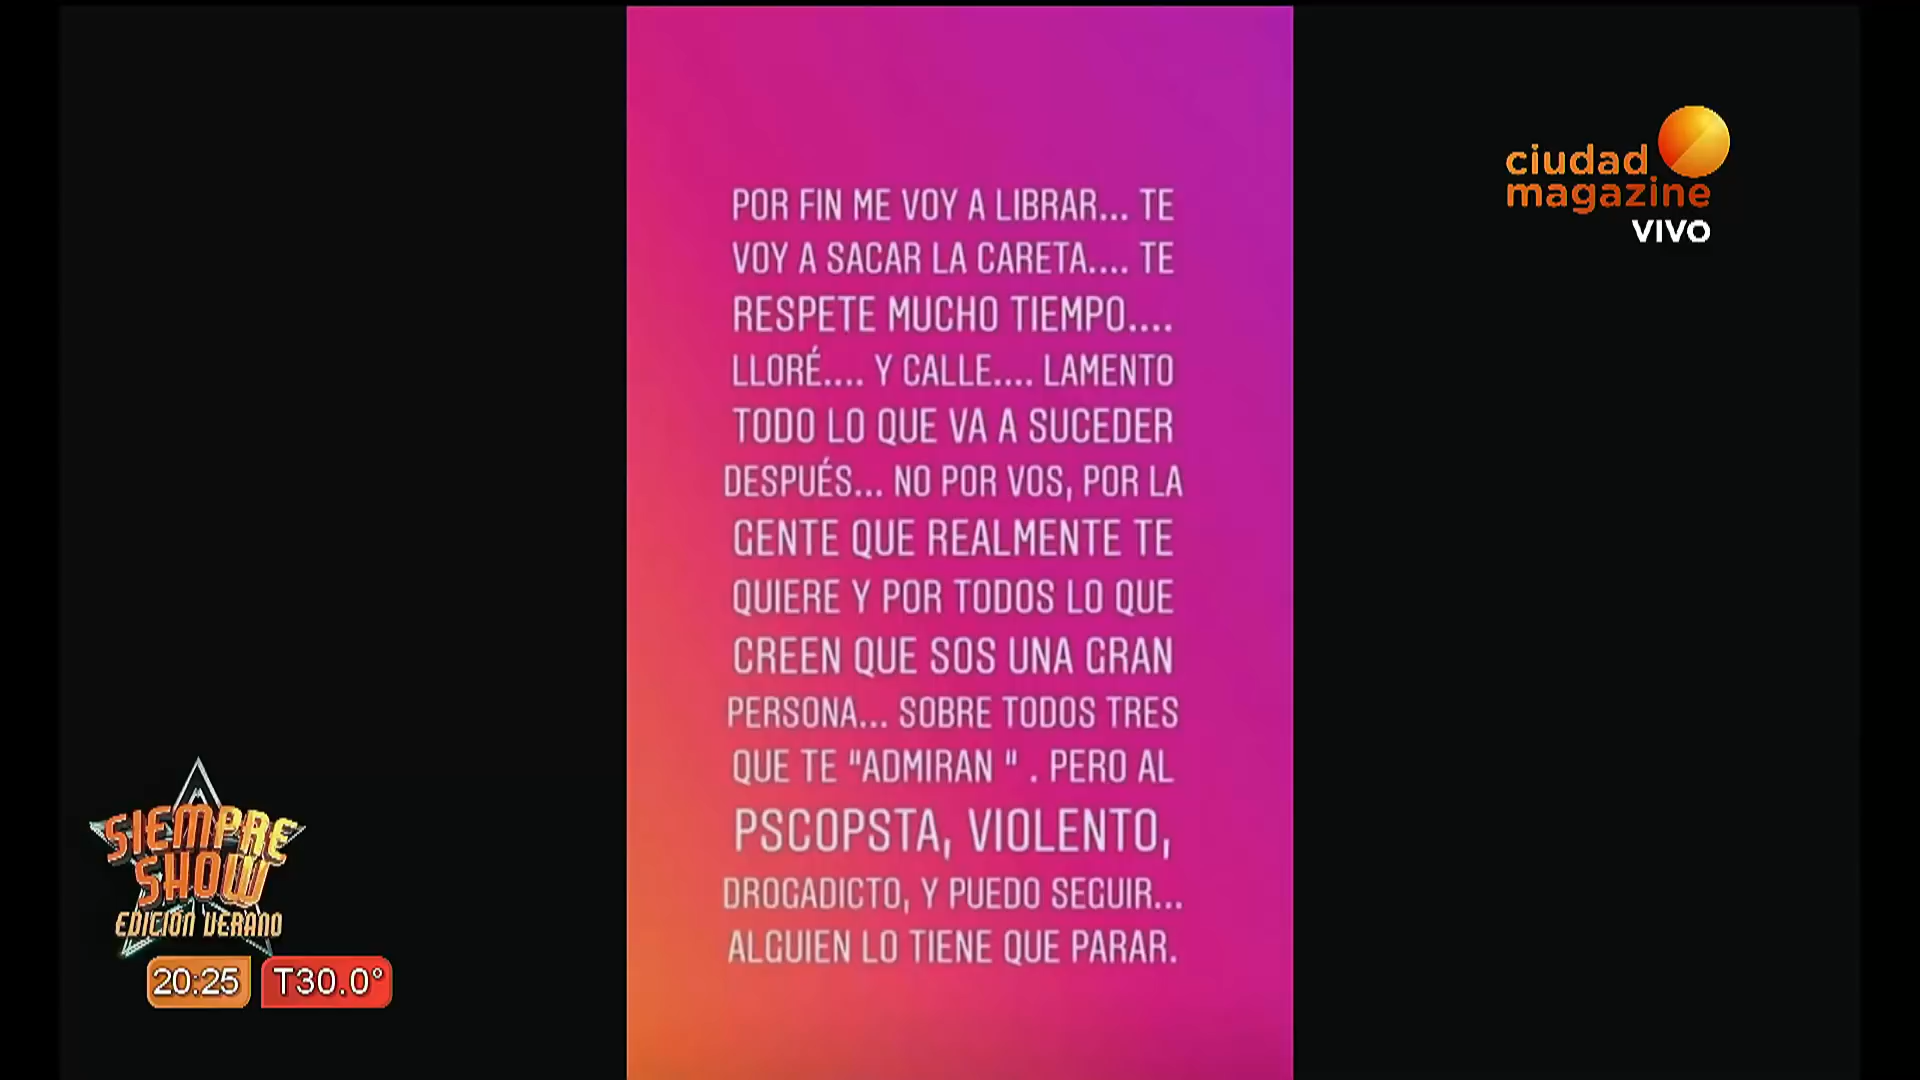 ciudad
magazine
VIVO
POR FIN ME VOY A LIBRAR... TE
VOY A SACAR LA CARETA.... TE
RESPETE MUCHO TIEMPO....
LLORÉ.... Y CALLE.... LAMENTO
TODO LO QUE VA A SUCEDER
DESPUÉS... NO POR VOS, POR LA
GENTE QUE REALMENTE TE
QUIERE Y POR TODOS LO QUE
CREEN QUE SOS UNA GRAN
PERSONA... SOBRE TODOS TRES
QUE TE "ADMIRAN " . PERO AL
PSCOPSTA, VIOLENTO,
DROGADICTO, Y PUEDO SEGUIR...
ALGUIEN LO TIENE QUE PARAR.
SIEMPRE
SHOW
EDICION VERANO
20:25 T30.0°